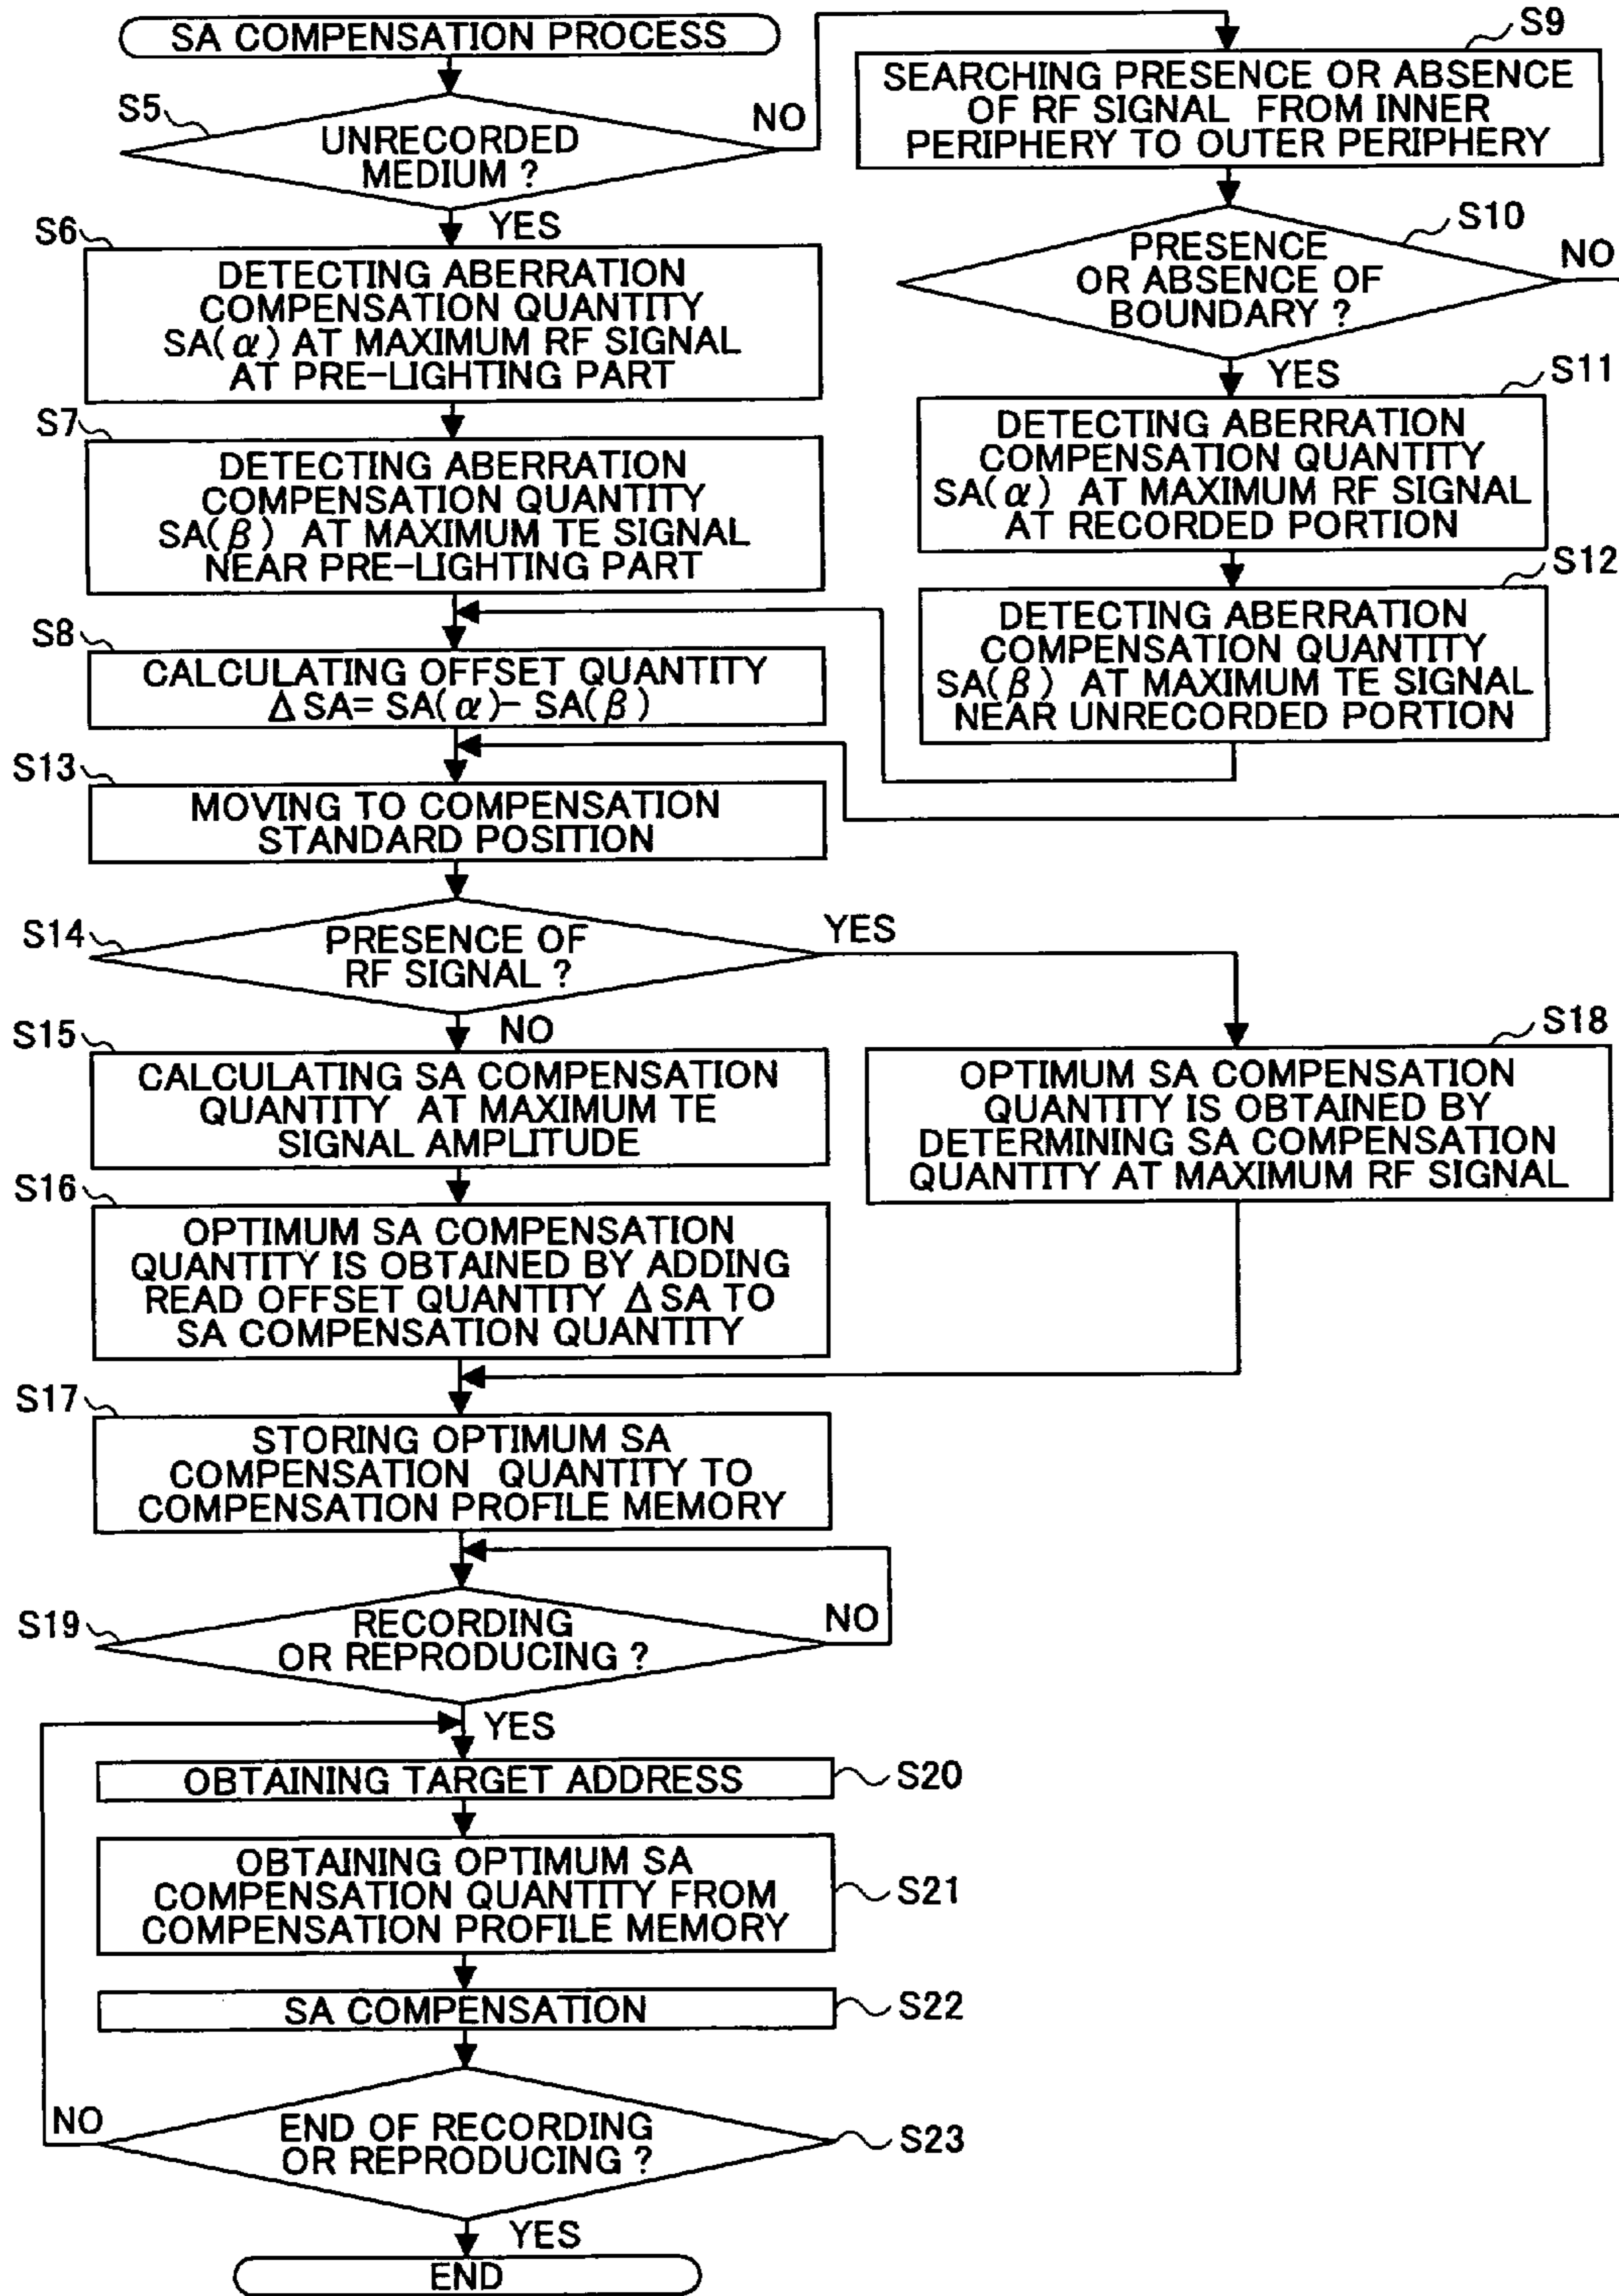 SA COMPENSATION PROCESS
S5
UNRECORDED
MEDIUM ?
NO
YES
S6
DETECTING ABERRATION
COMPENSATION QUANTITY
SA(α) AT MAXIMUM RF SIGNAL
AT PRE-LIGHTING PART
S7
DETECTING ABERRATION
COMPENSATION QUANTITY
SA(β) AT MAXIMUM TE SIGNAL
NEAR PRE-LIGHTING PART
S8
CALCULATING OFFSET QUANTITY
Δ SA= SA(α)- SA(β)
S9
SEARCHING PRESENCE OR ABSENCE
OF RF SIGNAL FROM INNER
PERIPHERY TO OUTER PERIPHERY
S10
PRESENCE
OR ABSENCE OF
BOUNDARY ?
NO
YES
S11
DETECTING ABERRATION
COMPENSATION QUANTITY
SA(α) AT MAXIMUM RF SIGNAL
AT RECORDED PORTION
S12
DETECTING ABERRATION
COMPENSATION QUANTITY
SA(β) AT MAXIMUM TE SIGNAL
NEAR UNRECORDED PORTION
S13
MOVING TO COMPENSATION
STANDARD POSITION
S14
PRESENCE OF
RF SIGNAL ?
YES
NO
S15
CALCULATING SA COMPENSATION
QUANTITY AT MAXIMUM TE
SIGNAL AMPLITUDE
S16
OPTIMUM SA COMPENSATION
QUANTITY IS OBTAINED BY ADDING
READ OFFSET QUANTITY Δ SA TO
SA COMPENSATION QUANTITY
S18
OPTIMUM SA COMPENSATION
QUANTITY IS OBTAINED BY
DETERMINING SA COMPENSATION
QUANTITY AT MAXIMUM RF SIGNAL
S17
STORING OPTIMUM SA
COMPENSATION QUANTITY TO
COMPENSATION PROFILE MEMORY
S19
RECORDING
OR REPRODUCING ?
NO
YES
OBTAINING TARGET ADDRESS
S20
OBTAINING OPTIMUM SA
COMPENSATION QUANTITY FROM
COMPENSATION PROFILE MEMORY
S21
SA COMPENSATION
S22
NO
END OF RECORDING
OR REPRODUCING ?
S23
YES
END